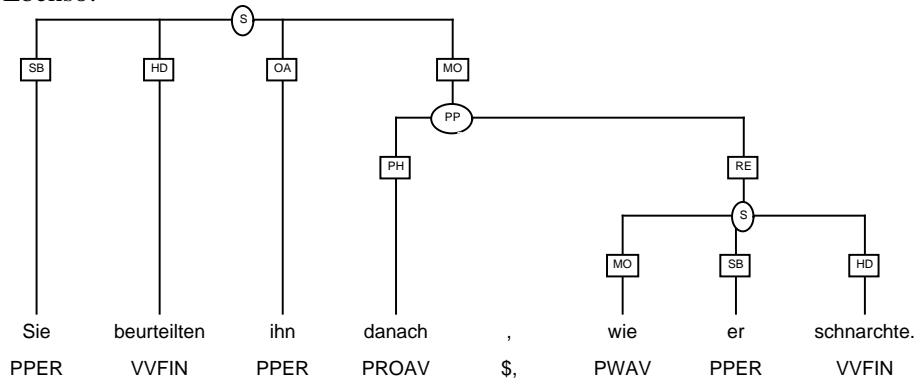 S
SB HD OA MO
PP
PH RE
S
MO SB HD
Sie beurteilten ihn danach , wie er schnarchte.
PPER VVFIN PPER PROAV $, PWAV PPER VVFIN